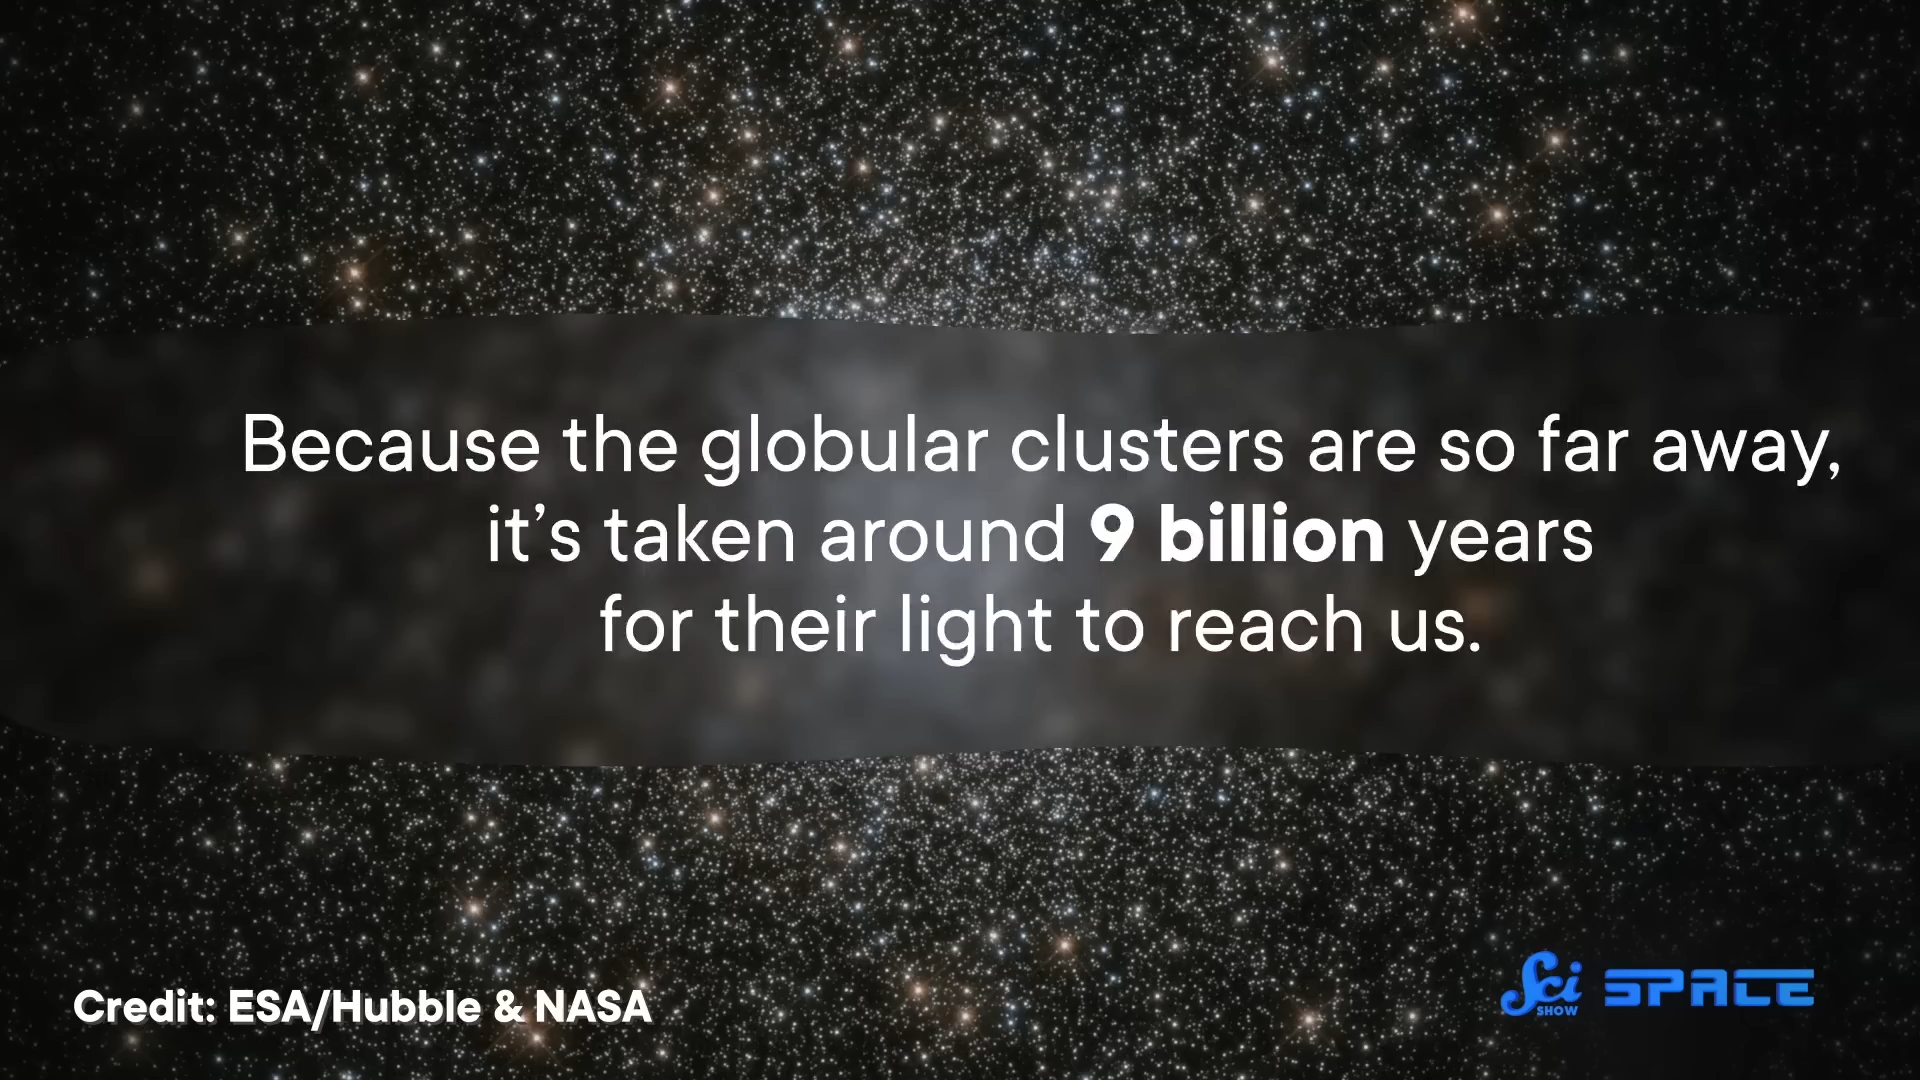 Because the globular clusters are so far away,
it’s taken around 9 billion years
for their light to reach us.
Credit: ESA/Hubble & NASA
Sci SHOW SPACE